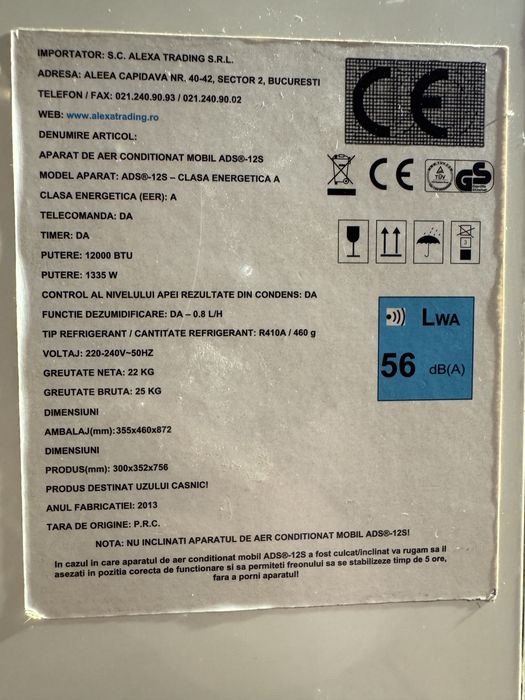 IMPORTATOR: S.C. ALEXA TRADING S.R.L.
ADRESA: ALEEA CAPIDAVA NR. 40-42, SECTOR 2, BUCURESTI
TELEFON / FAX: 021.240.90.93 / 021.240.90.02
WEB: www.alexatrading.ro
DENUMIRE ARTICOL:
APARAT DE AER CONDITIONAT MOBIL ADS®-12S
MODEL APARAT: ADS®-12S – CLASA ENERGETICA A
CLASA ENERGETICA (EER): A
TELECOMANDA: DA
TIMER: DA
PUTERE: 12000 BTU
PUTERE: 1335 W
CONTROL AL NIVELULUI APEI REZULTATE DIN CONDENS: DA
FUNCTIE DEZUMIDIFICARE: DA – 0.8 L/H
TIP REFRIGERANT / CANTITATE REFRIGERANT: R410A / 460 g
VOLTAJ: 220-240V~50HZ
GREUTATE NETA: 22 KG
GREUTATE BRUTA: 25 KG
DIMENSIUNI
AMBALAJ(mm):355x460x872
DIMENSIUNI
PRODUS(mm): 300x352x756
PRODUS DESTINAT UZULUI CASNIC!
ANUL FABRICATIEI: 2013
TARA DE ORIGINE: P.R.C.
NOTA: NU INCLINATI APARATUL DE AER CONDITIONAT MOBIL ADS®-12S!
In cazul in care aparatul de aer conditionat mobil ADS®-12S a fost culcat/inclinat va rugam sa il
asezati in pozitia corecta de functionare si sa permiteti freonului sa se stabilizeze timp de 5 ore,
fara a porni aparatul!
CE
CE
TÜV
GS
3
LWA
56 dB(A)